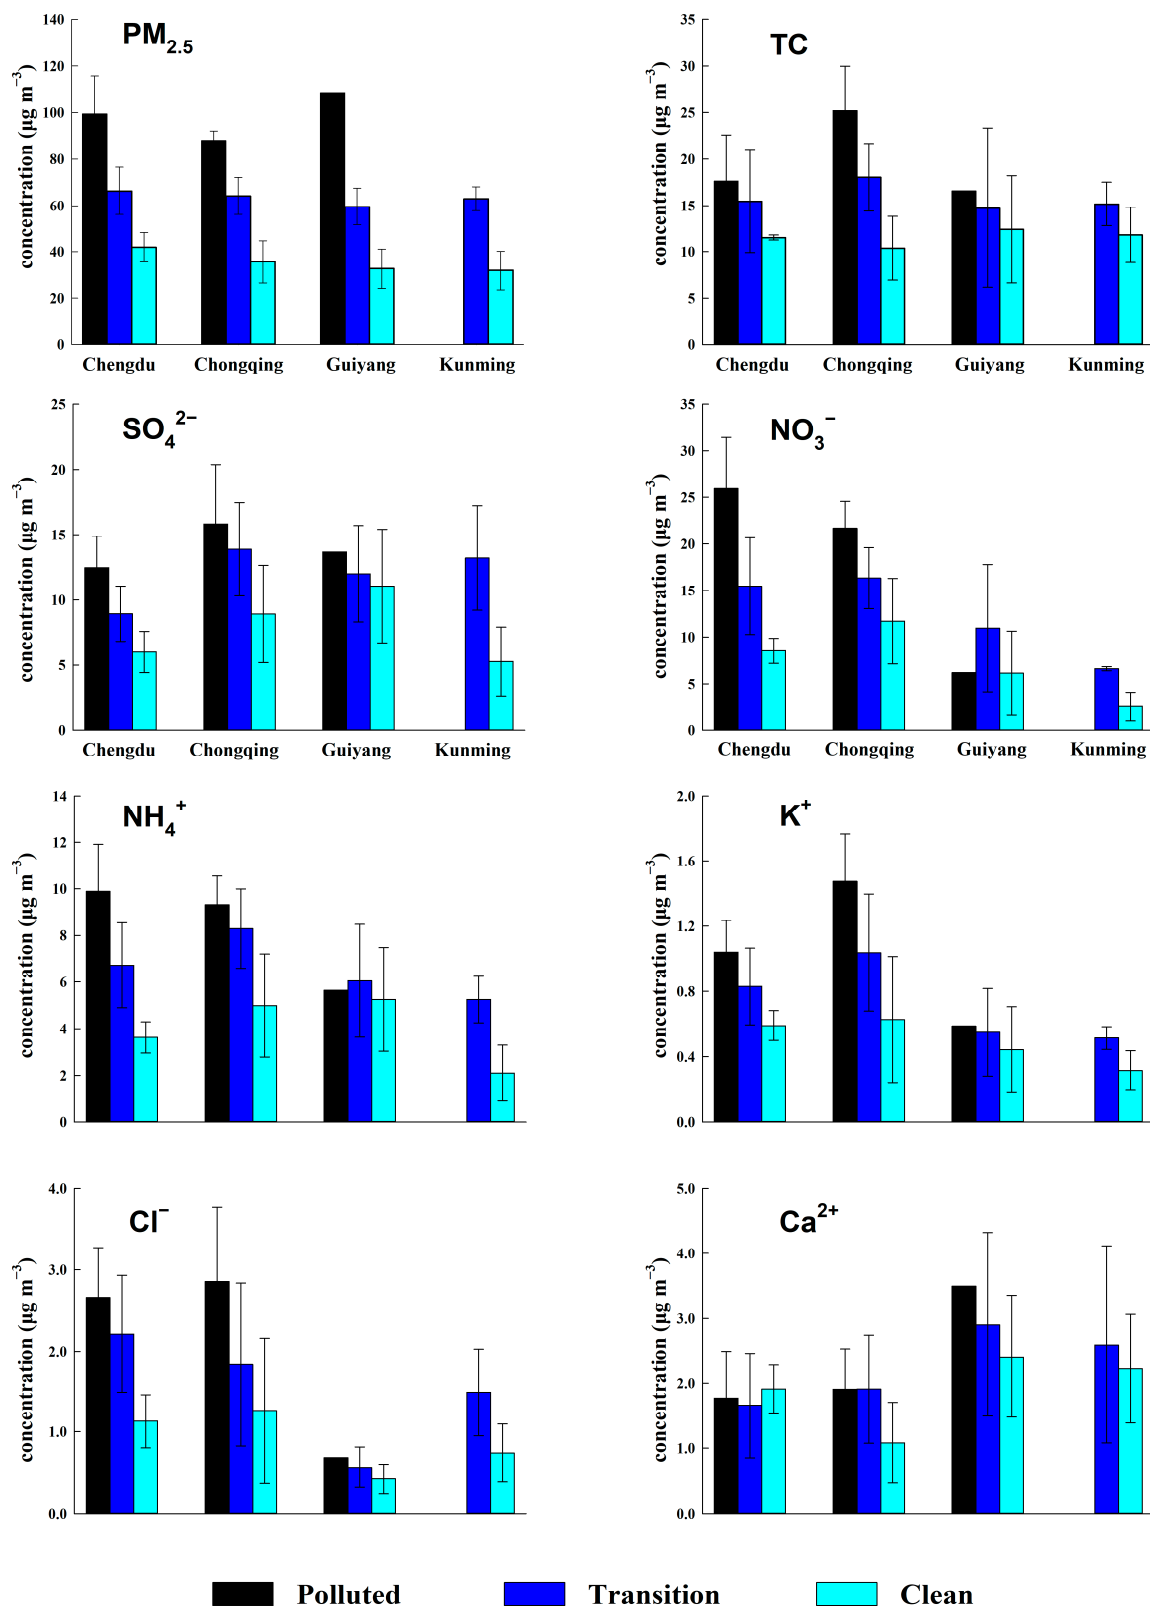 PM2.5
concentration (μg m−3)
140
120
100
80
60
40
20
0
Chengdu Chongqing Guiyang Kunming
TC
concentration (μg m−3)
35
30
25
20
15
10
5
0
Chengdu Chongqing Guiyang Kunming
SO4 2−
concentration (μg m−3)
25
20
15
10
5
0
Chengdu Chongqing Guiyang Kunming
NO3−
concentration (μg m−3)
35
30
25
20
15
10
5
0
Chengdu Chongqing Guiyang Kunming
NH4+
concentration (μg m−3)
14
12
10
8
6
4
2
0
K+
concentration (μg m−3)
2.0
1.6
1.2
0.8
0.4
0.0
Cl−
concentration (μg m−3)
4.0
3.0
2.0
1.0
0.0
Ca2+
concentration (μg m−3)
5.0
4.0
3.0
2.0
1.0
0.0
Polluted Transition Clean